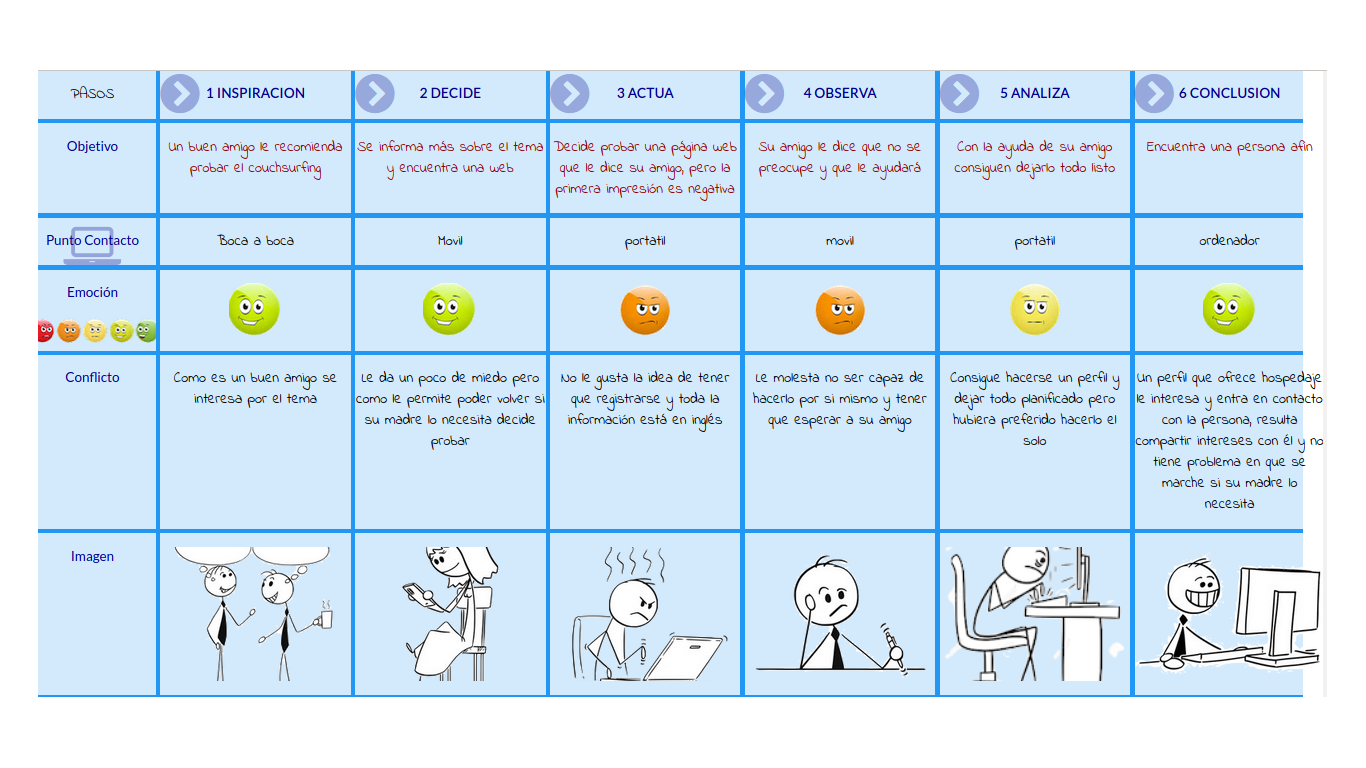 PASOS
1 INSPIRACION
2 DECIDE
3 ACTUA
4 OBSERVA
5 ANALIZA
6 CONCLUSION
Objetivo
Un buen amigo le recomienda
probar el couchsurfing
Se informa más sobre el tema
y encuentra una web
Decide probar una página web
que le dice su amigo, pero la
primera impresión es negativa
Su amigo le dice que no se
preocupe y que le ayudará
Con la ayuda de su amigo
consiguen dejarlo todo listo
Encuentra una persona afin
Punto Contacto
Boca a boca
Movil
portatil
movil
portatil
ordenador
Emoción
Conflicto
Como es un buen amigo se
interesa por el tema
Le da un poco de miedo pero
como le permite poder volver si
su madre lo necesita decide
probar
No le gusta la idea de tener
que registrarse y toda la
información está en inglés
Le molesta no ser capaz de
hacerlo por si mismo y tener
que esperar a su amigo
Consigue hacerse un perfil y
dejar todo planificado pero
hubiera preferido hacerlo el
solo
Un perfil que ofrece hospedaje
le interesa y entra en contacto
con la persona, resulta
compartir intereses con él y no
tiene problema en que se
marche si su madre lo
necesita
Imagen